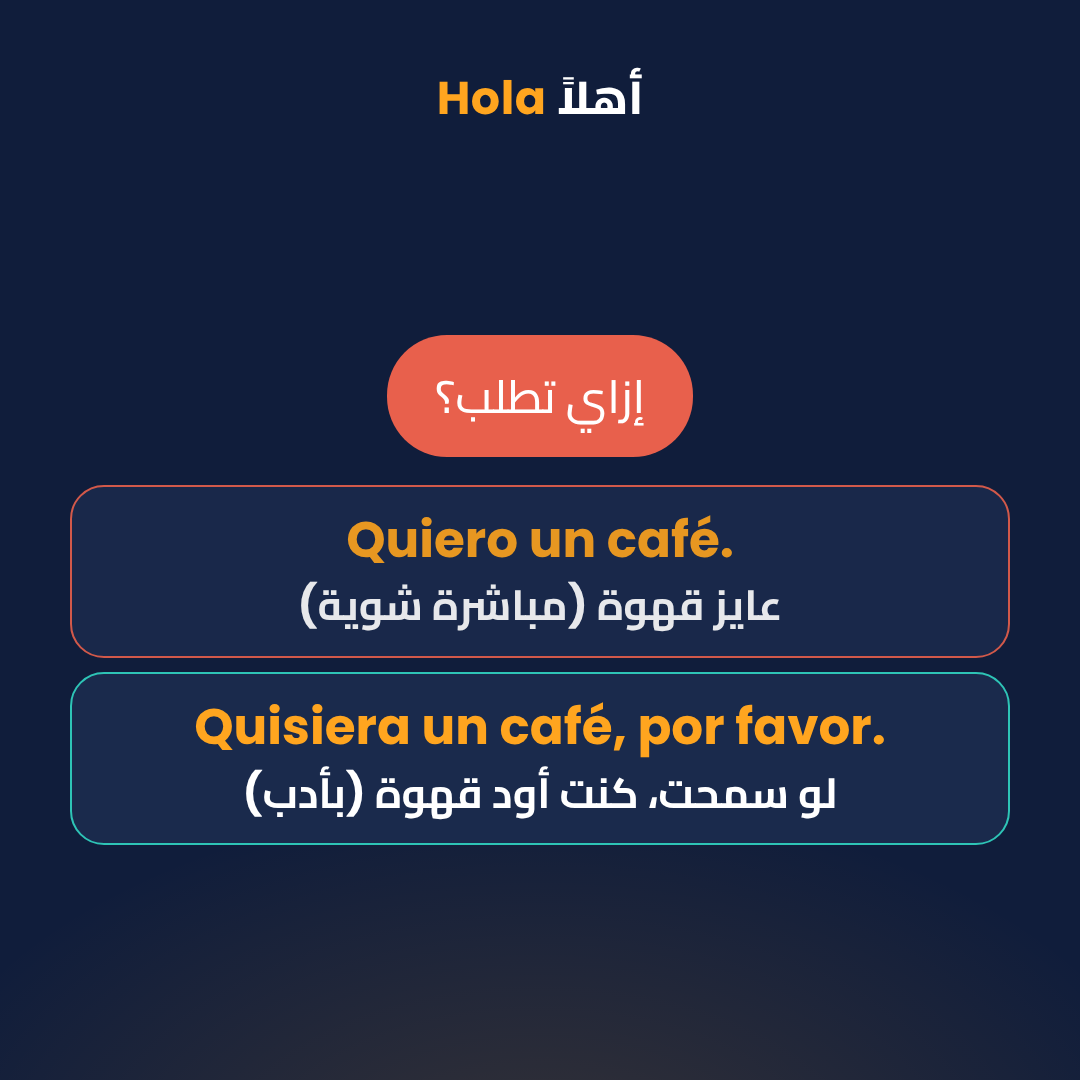 Hola أهلاً
إزاي تطلب؟
Quiero un café.
عايز قهوة (مباشرة شوية)
Quisiera un café, por favor.
لو سمحت، كنت أود قهوة (بأدب)